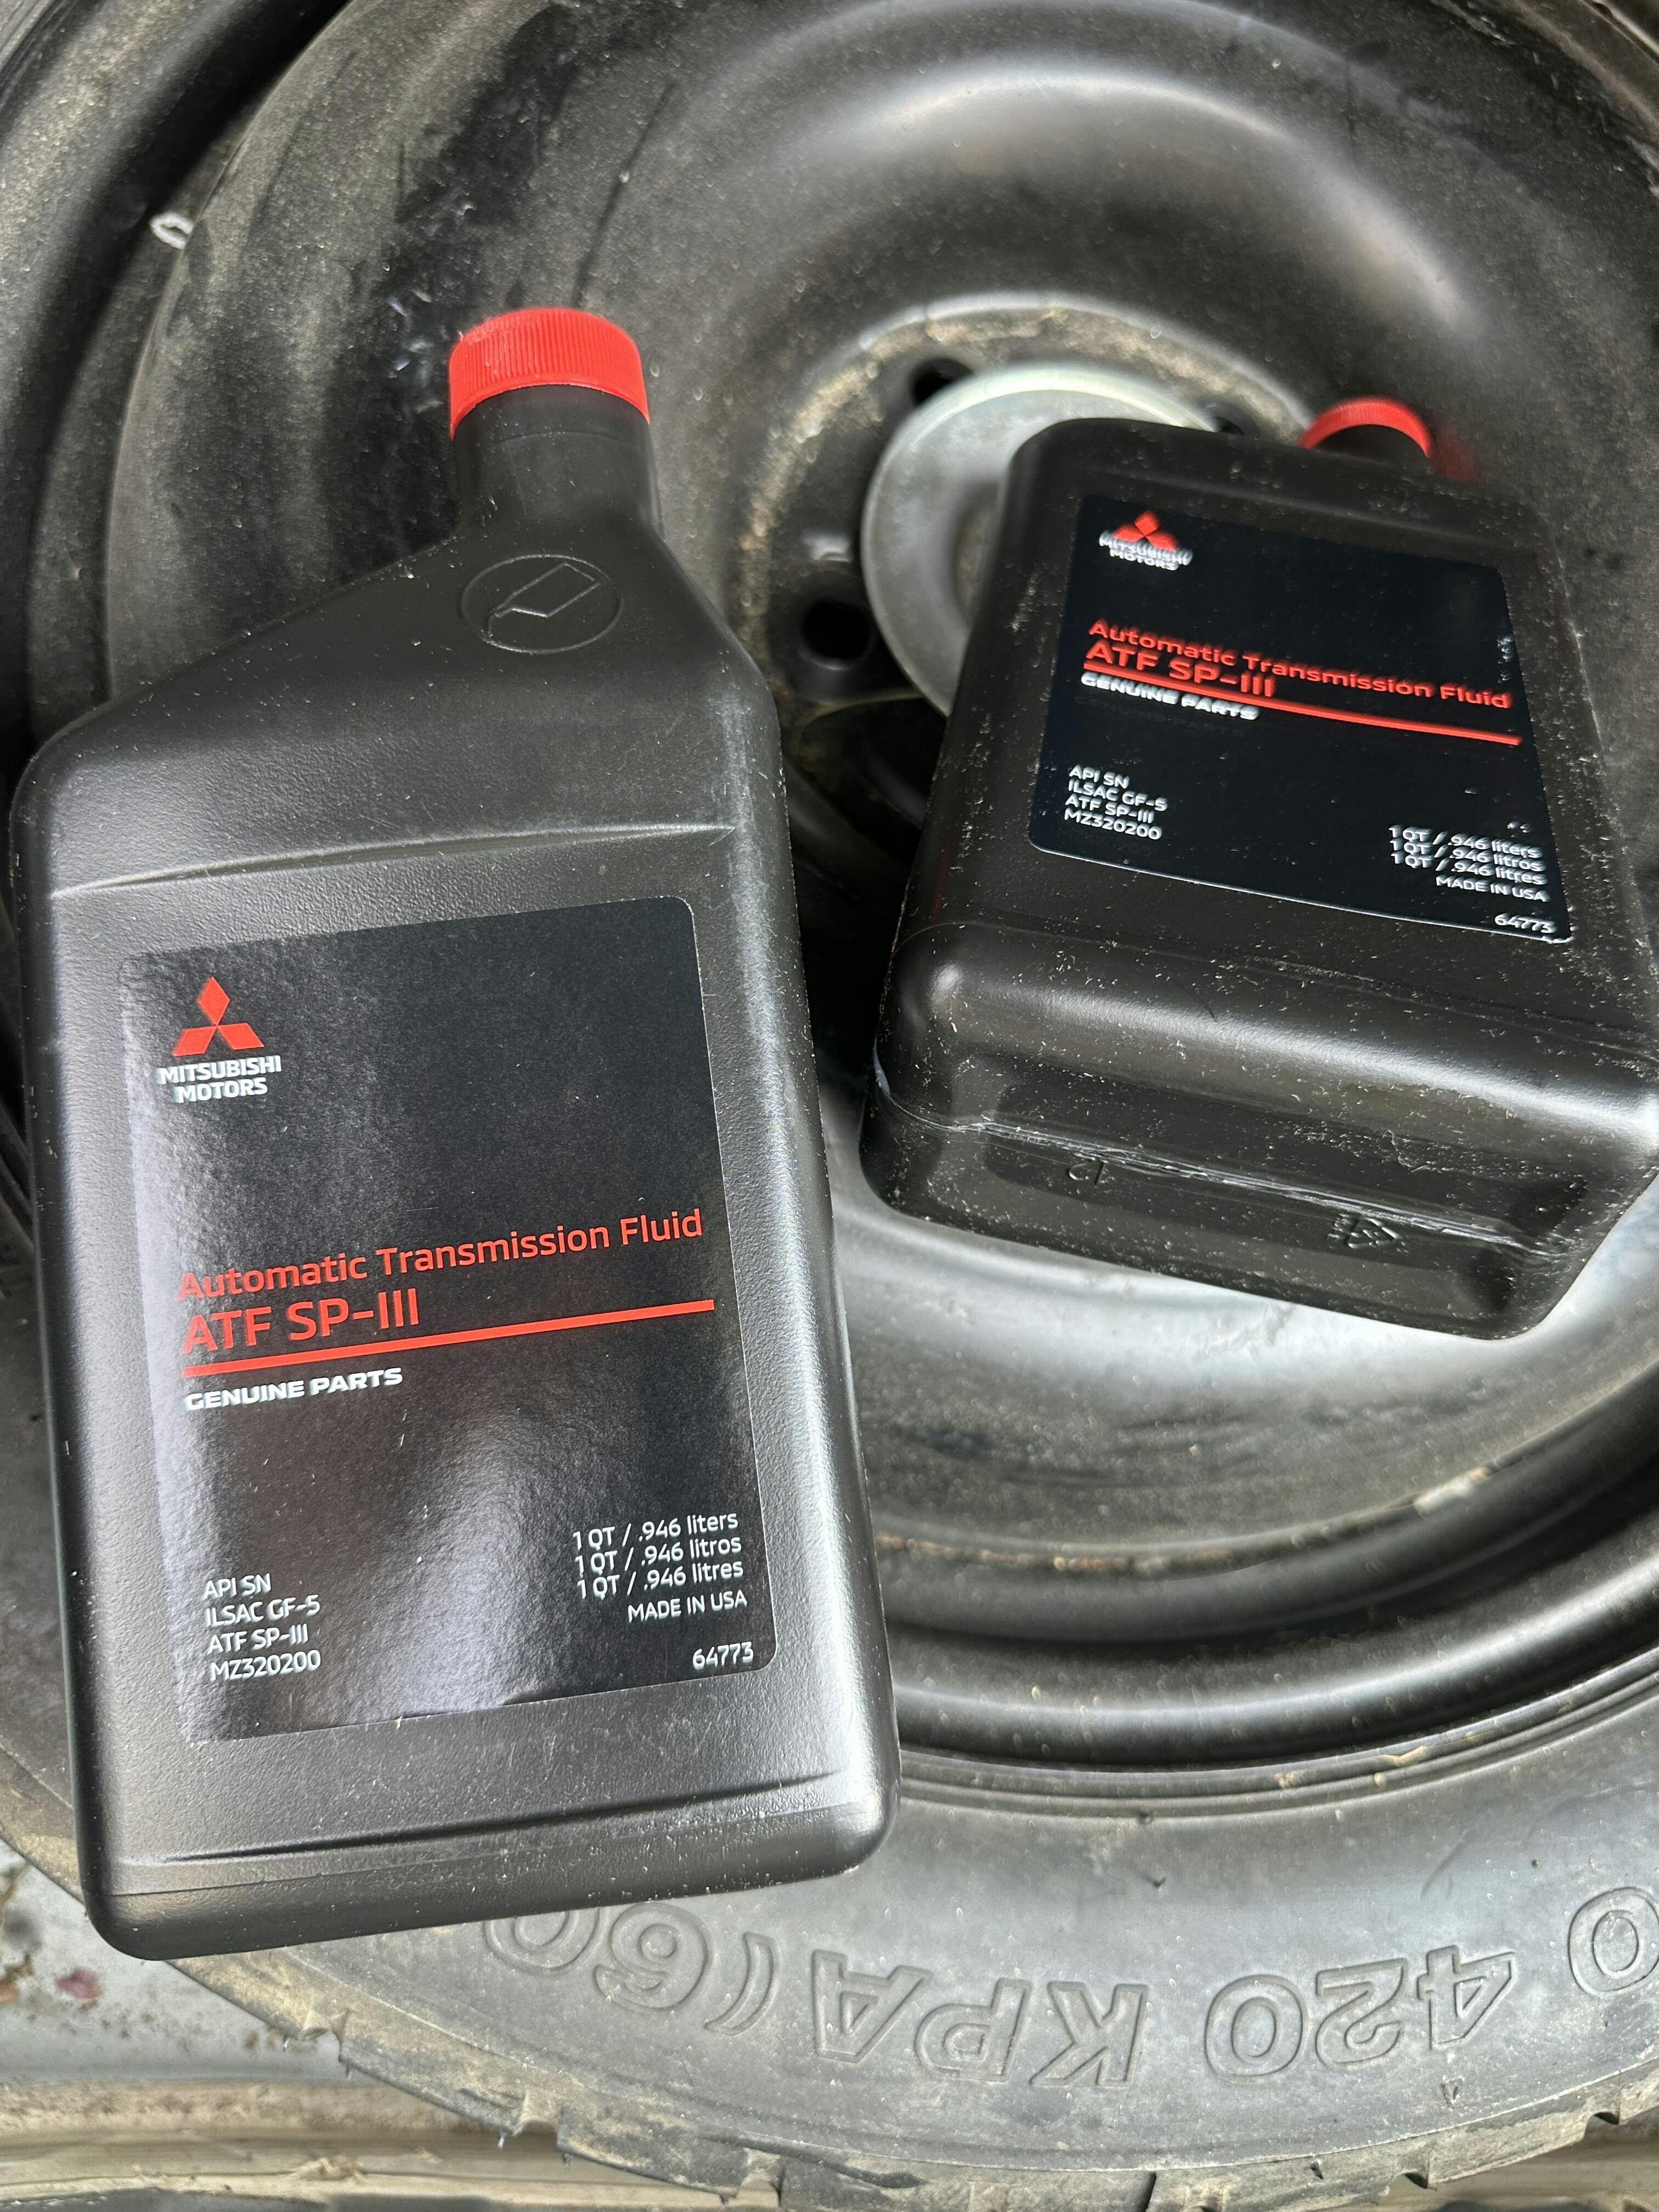 MITSUBISHI
MOTORS
Automatic Transmission Fluid
ATF SP-III
GENUINE PARTS
1 QT / .946 liters
1 QT / .946 litros
1 QT / .946 litres
MADE IN USA
API SN
ILSAC GF-5
ATF SP-III
MZ320200
64773
MITSUBISHI
MOTORS
Automatic Transmission Fluid
ATF SP-III
GENUINE PARTS
API SN
ILSAC GF-5
ATF SP-III
MZ320200
1 QT / .946 liters
1 QT / .946 litros
1 QT / .946 litres
MADE IN USA
64773
420 KPA (60